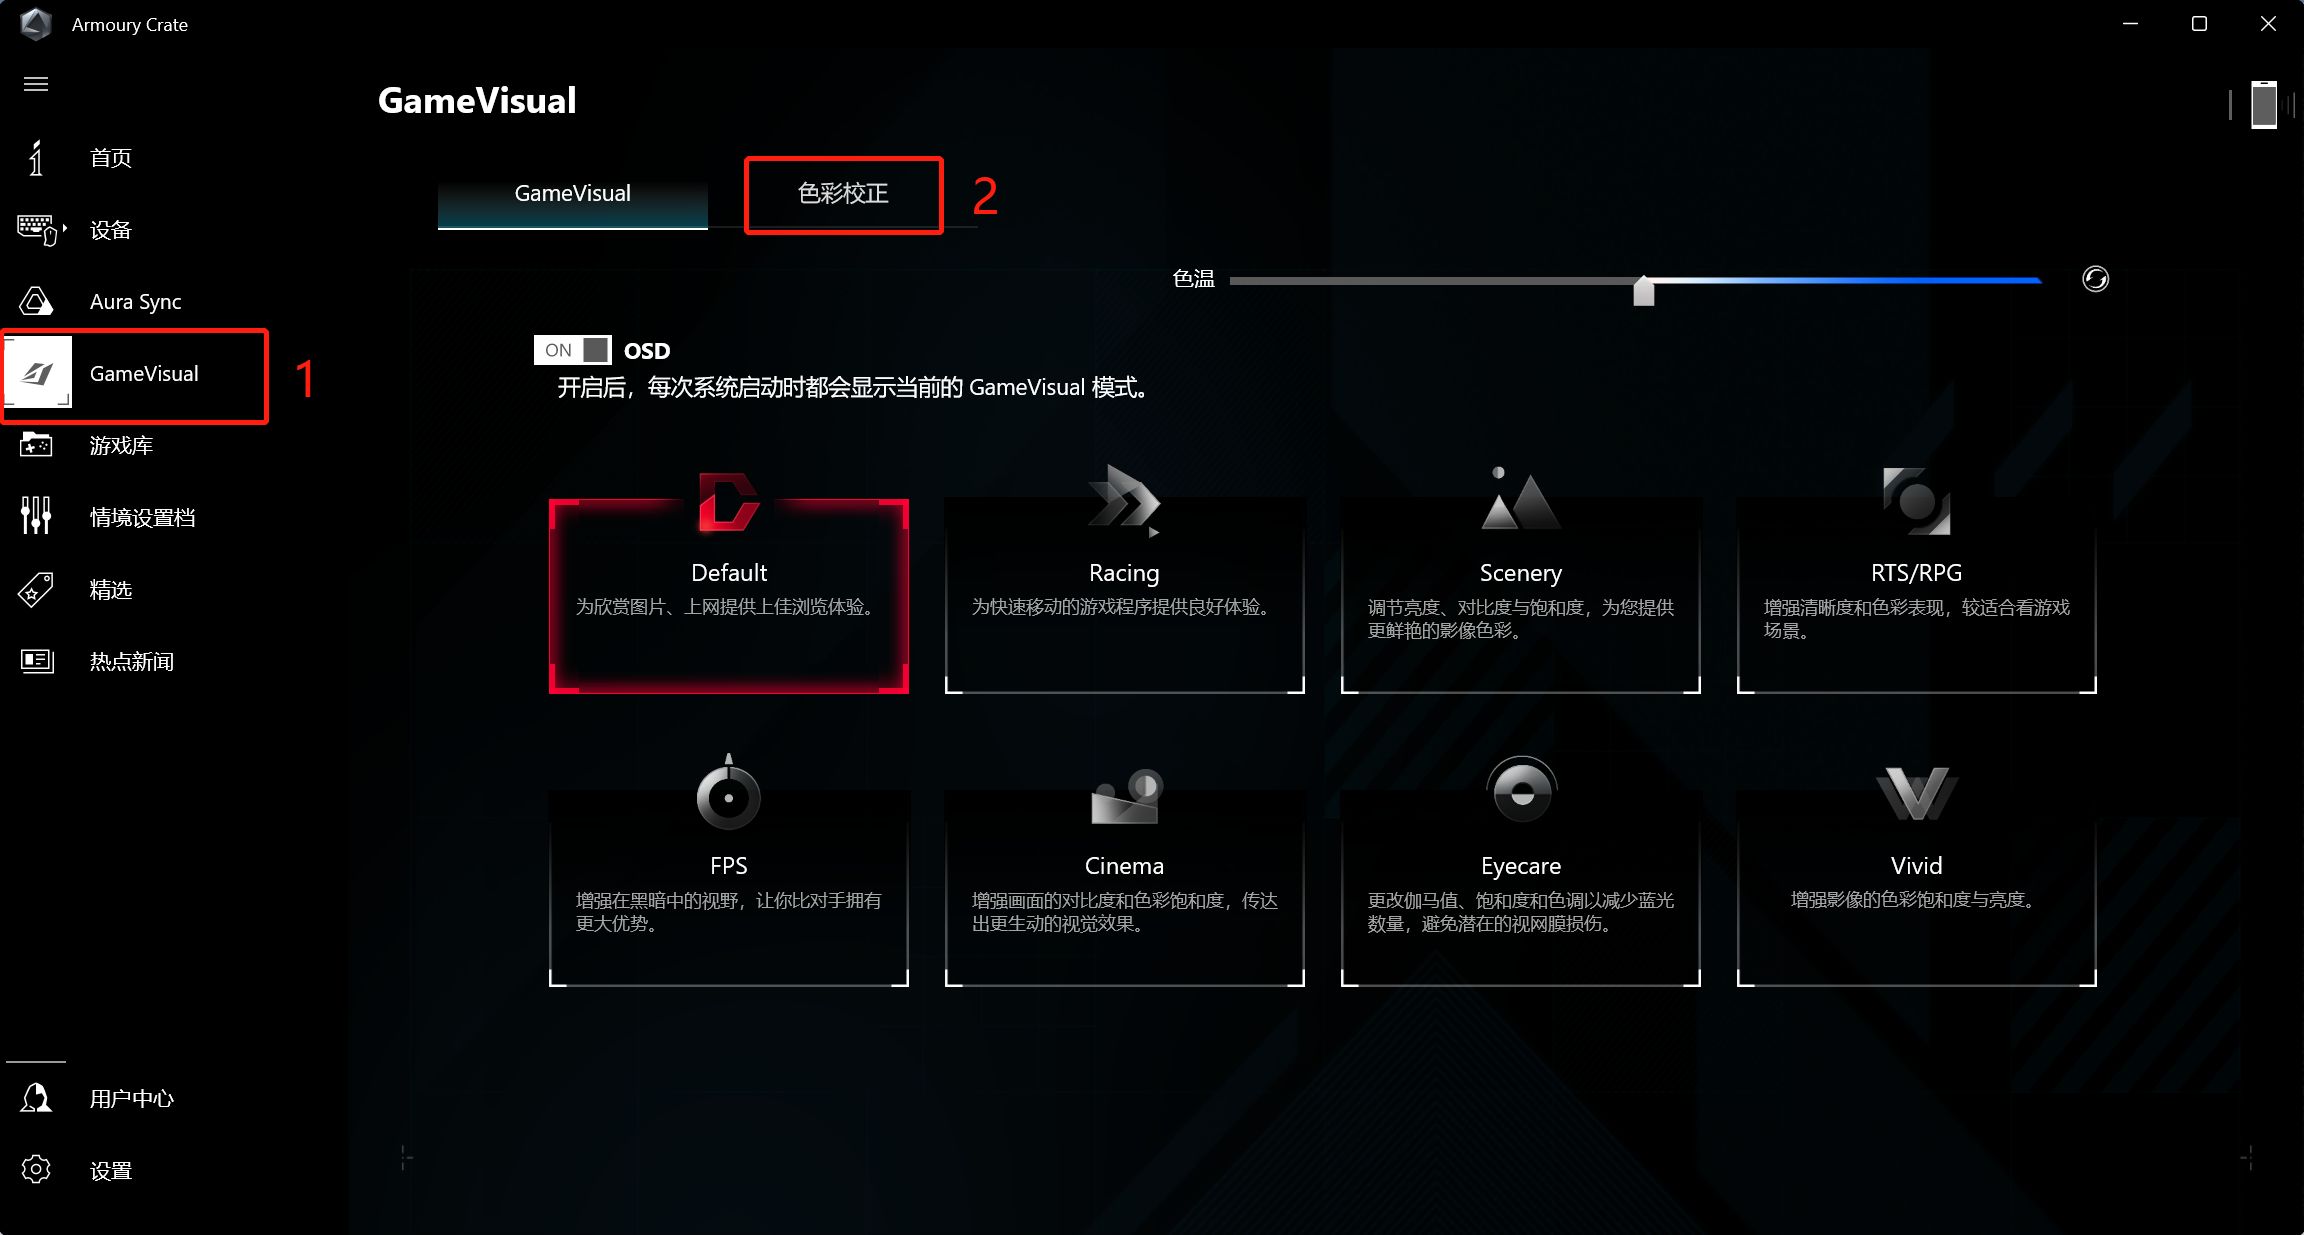 Armoury Crate
首页
设备
Aura Sync
GameVisual
1
游戏库
情境设置档
精选
热点新闻
用户中心
设置
GameVisual
GameVisual
色彩校正
2
色温
ON
OSD
开启后，每次系统启动时都会显示当前的 GameVisual 模式。
Default
为欣赏图片、上网提供上佳浏览体验。
Racing
为快速移动的游戏程序提供良好体验。
Scenery
调节亮度、对比度与饱和度，为您提供
更鲜艳的影像色彩。
RTS/RPG
增强清晰度和色彩表现，较适合看游戏
场景。
FPS
增强在黑暗中的视野，让你比对手拥有
更大优势。
Cinema
增强画面的对比度和色彩饱和度，传达
出更生动的视觉效果。
Eyecare
更改伽马值、饱和度和色调以减少蓝光
数量，避免潜在的视网膜损伤。
Vivid
增强影像的色彩饱和度与亮度。